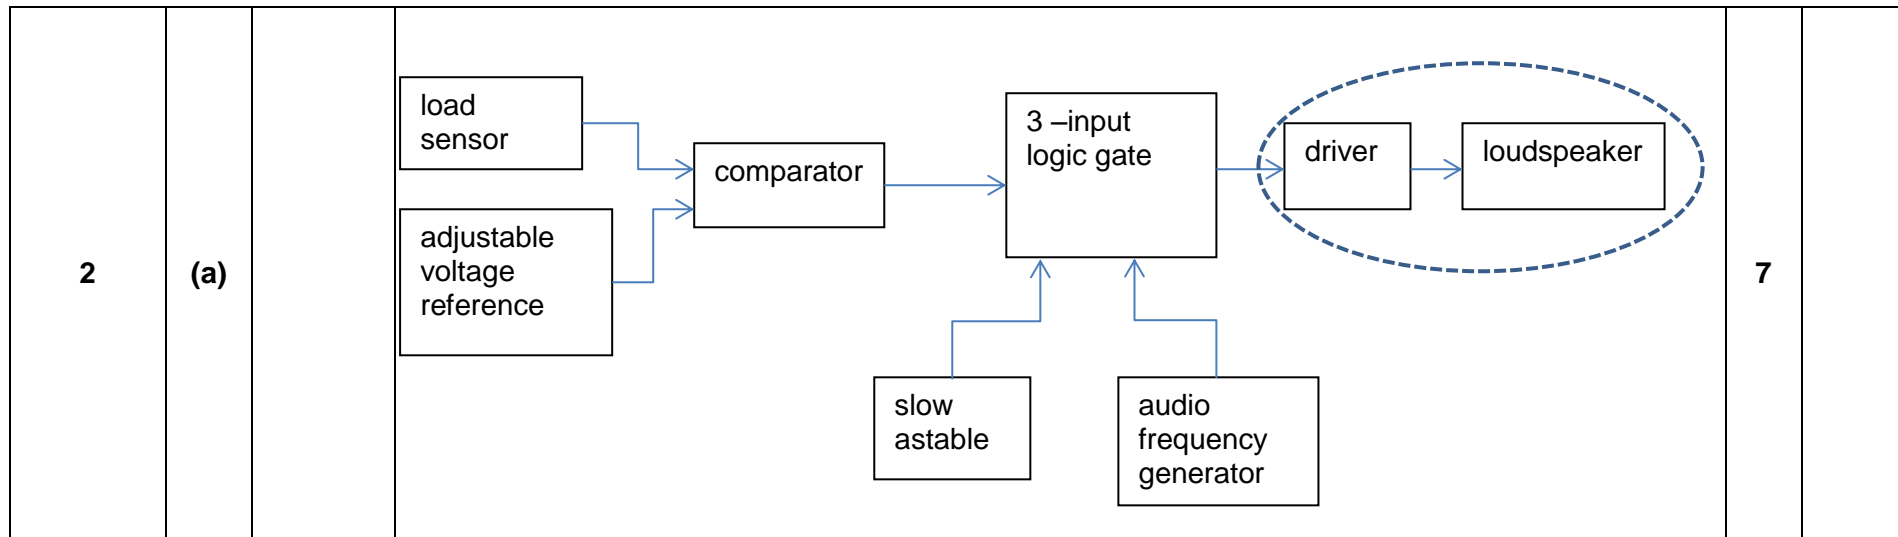 2
(a)
load
sensor
adjustable
voltage
reference
comparator
3 –input
logic gate
slow
astable
audio
frequency
generator
driver
loudspeaker
7